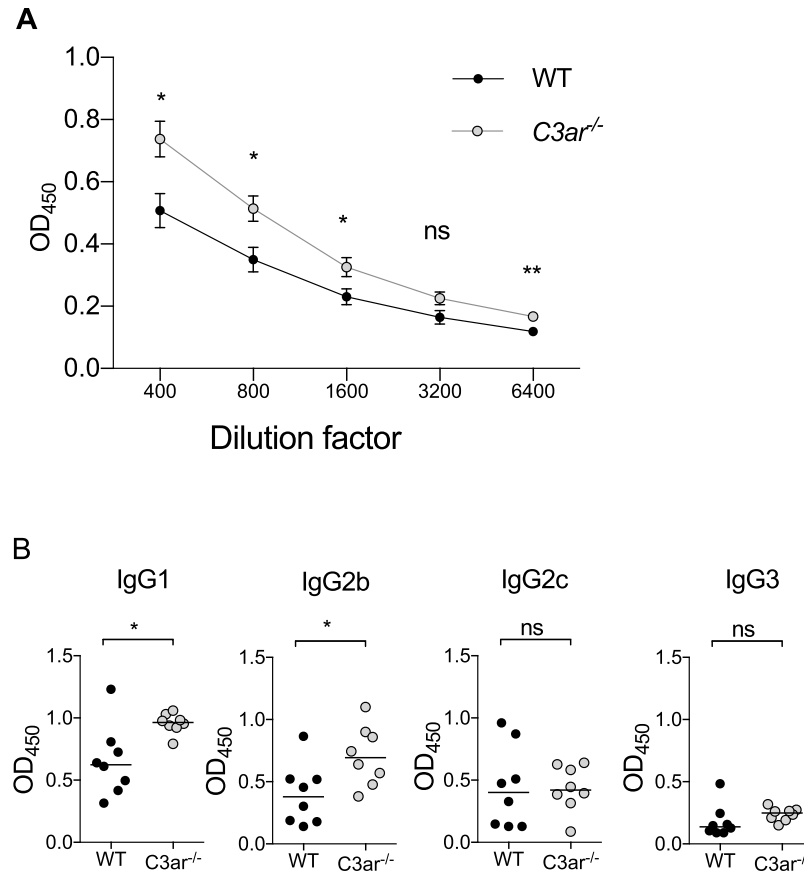 A
1.0
0.8
0.6
0.4
0.2
0.0
OD450
* * * ns **
WT
C3ar-/-
400 800 1600 3200 6400
Dilution factor
B
IgG1 IgG2b IgG2c IgG3
* * ns ns
1.5 1.5 1.5 1.5
1.0 1.0 1.0 1.0
OD450 OD450 OD450 OD450
0.5 0.5 0.5 0.5
0.0 0.0 0.0 0.0
WT C3ar-/- WT C3ar-/- WT C3ar-/- WT C3ar-/